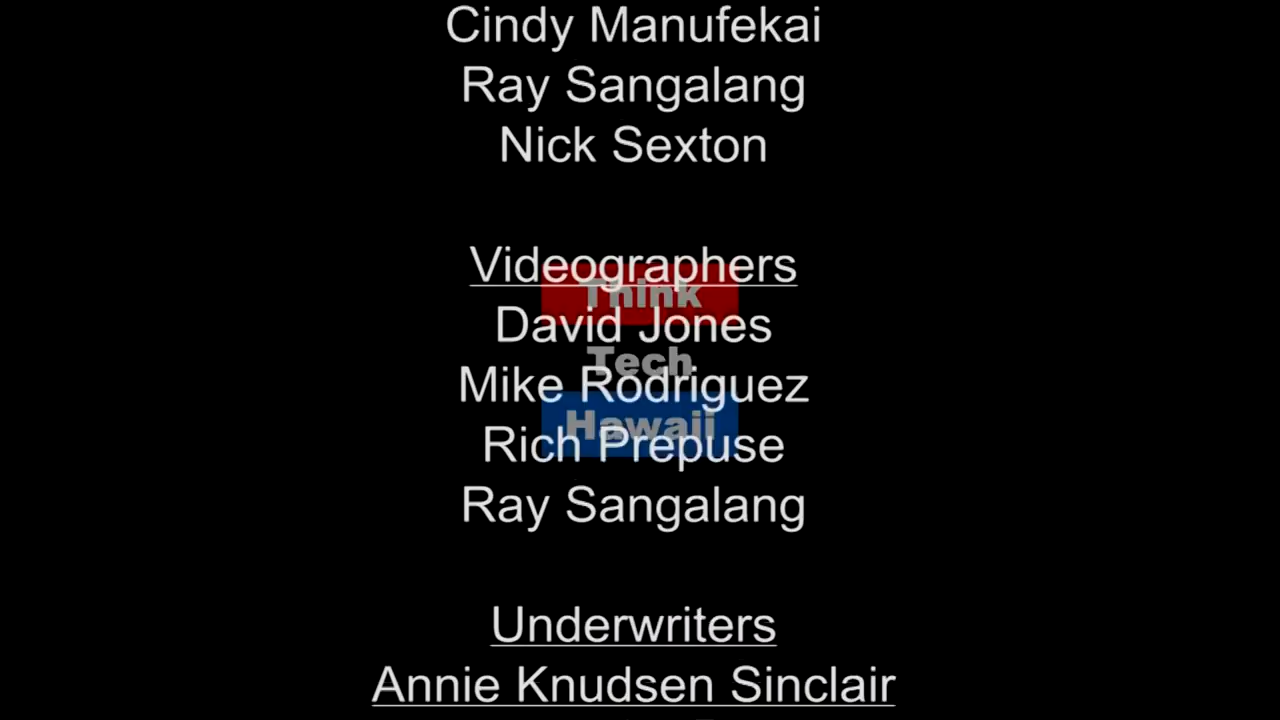 Cindy Manufekai
Ray Sangalang
Nick Sexton
Videographers
Think
David Jones
Tech
Mike Rodriguez
Hawaii
Rich Prepuse
Ray Sangalang
Underwriters
Annie Knudsen Sinclair